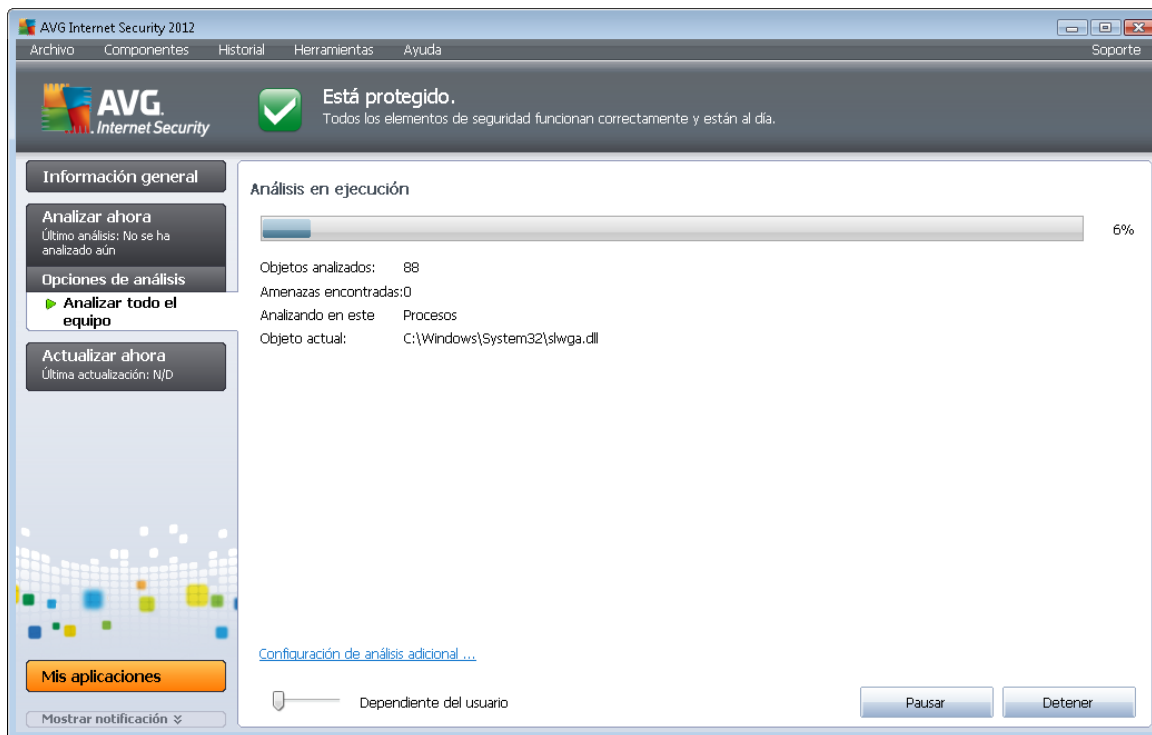 AVG Internet Security 2012
Archivo Componentes Historial Herramientas Ayuda Soporte
AVG.
Internet Security
Está protegido.
Todos los elementos de seguridad funcionan correctamente y están al día.
Información general
Analizar ahora
Último análisis: No se ha
analizado aún
Opciones de análisis
Analizar todo el
equipo
Actualizar ahora
Última actualización: N/D
Mis aplicaciones
Mostrar notificación
Análisis en ejecución
6%
Objetos analizados: 88
Amenazas encontradas:0
Analizando en este Procesos
Objeto actual: C:\Windows\System32\slwga.dll
Configuración de análisis adicional ...
Dependiente del usuario
Pausar Detener